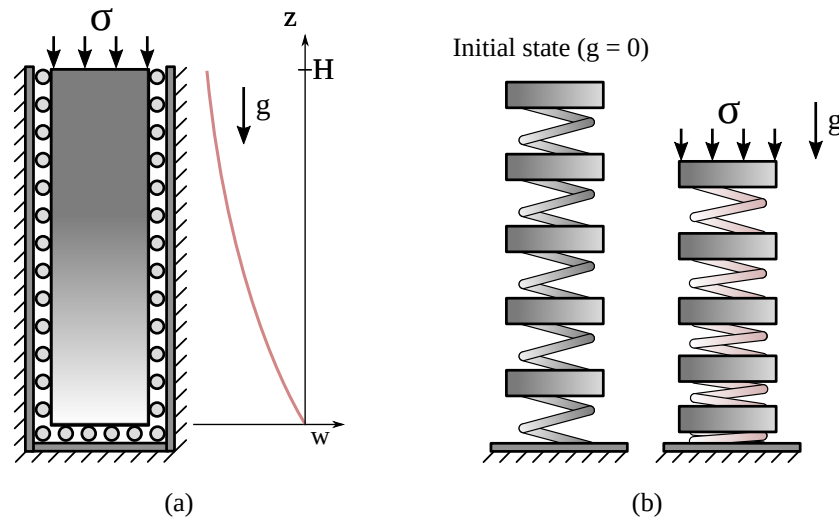 σ
z
H
g
w
(a)
Initial state (g = 0)
σ
g
(b)